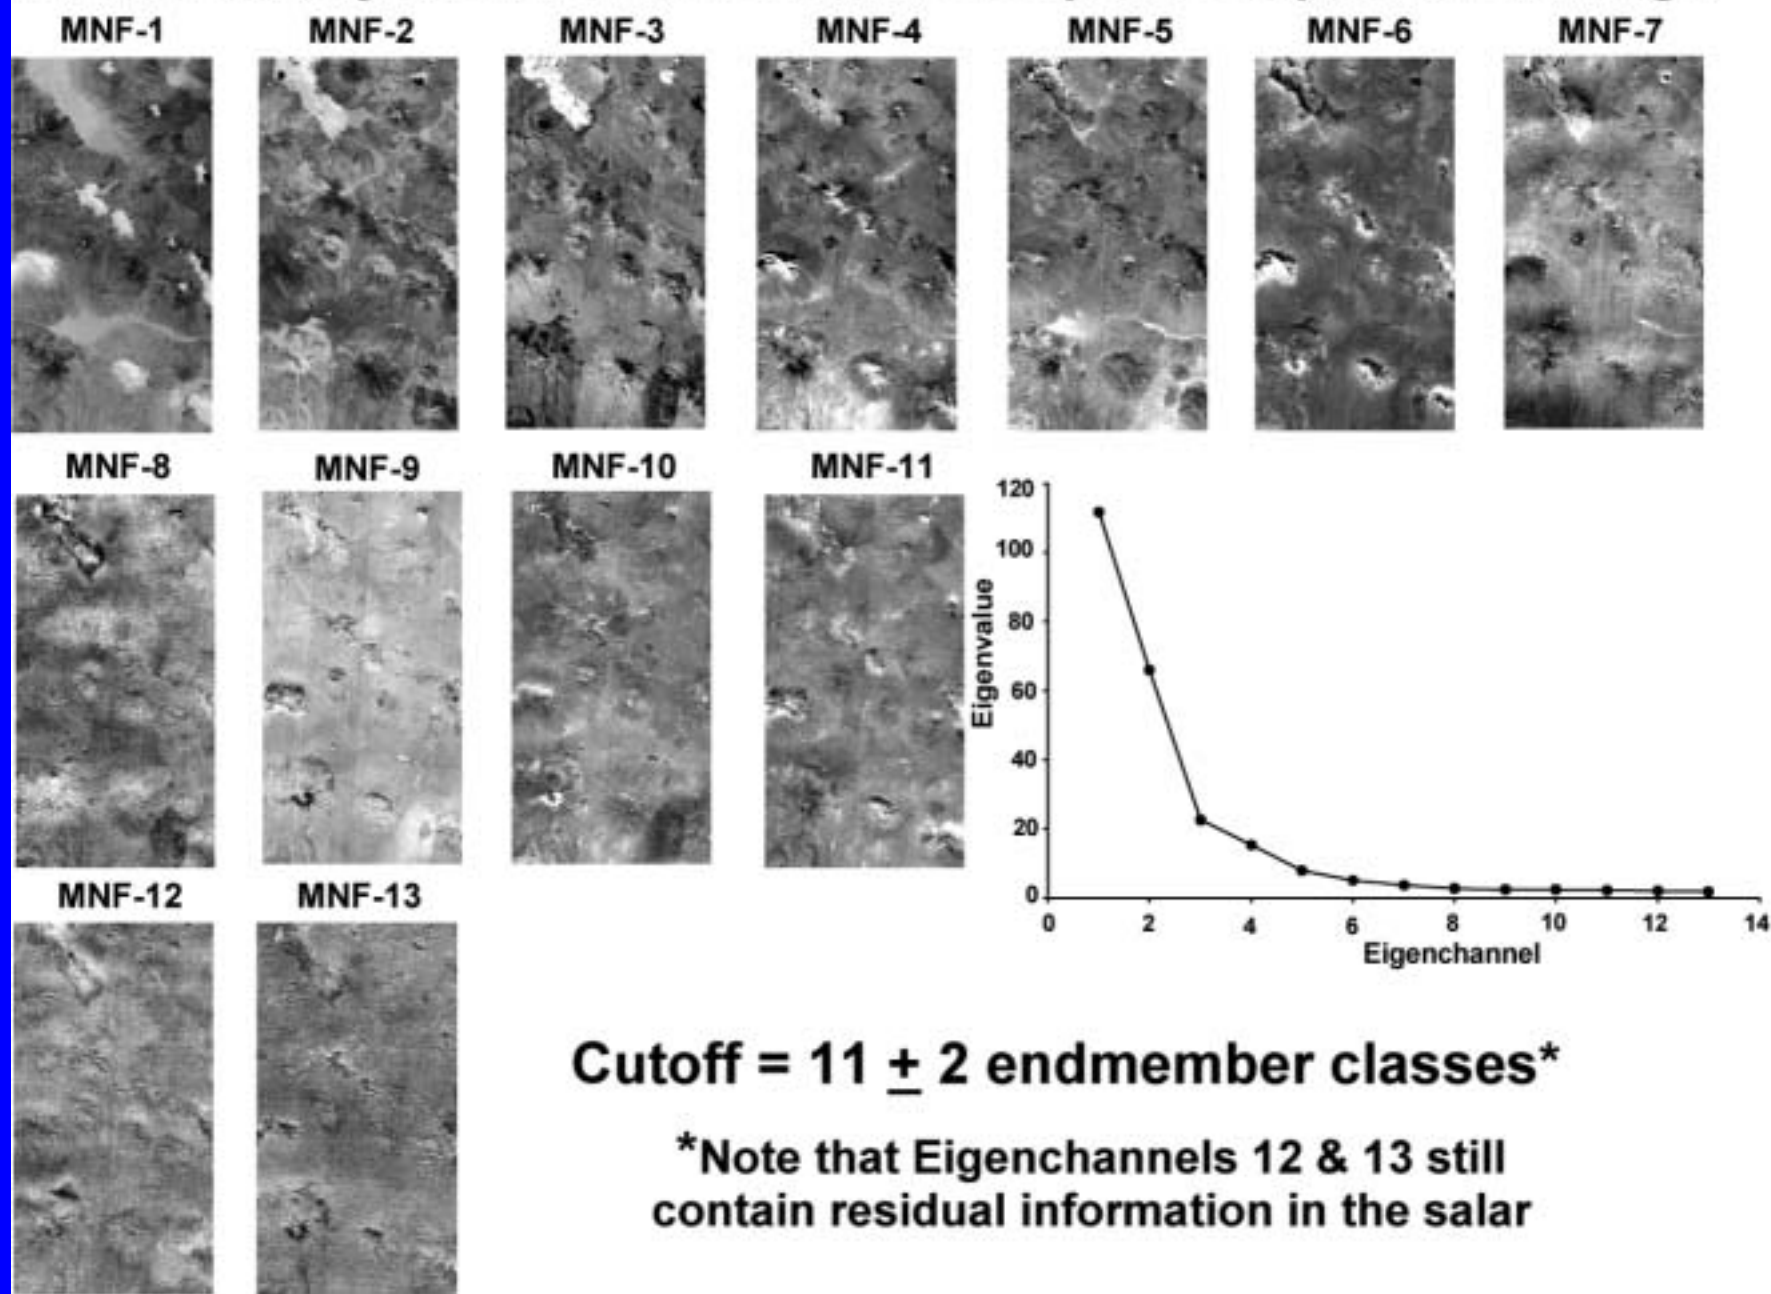 MNF-1 MNF-2 MNF-3 MNF-4 MNF-5 MNF-6 MNF-7
MNF-8 MNF-9 MNF-10 MNF-11
120
100
80
60
40
20
0
Eigenvalue
0 2 4 6 8 10 12 14
Eigenchannel
MNF-12 MNF-13
Cutoff = 11 ± 2 endmember classes*
*Note that Eigenchannels 12 & 13 still
contain residual information in the salar